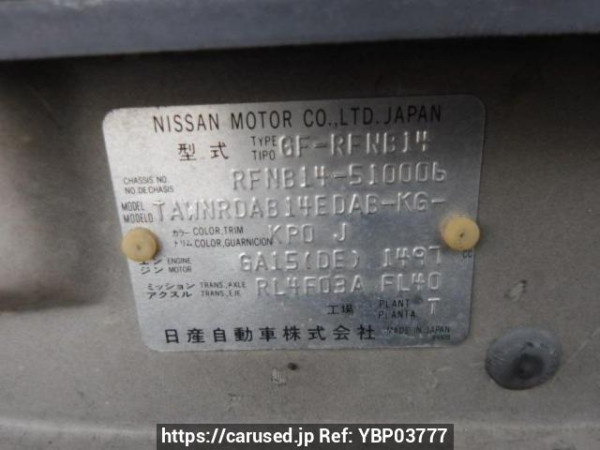 NISSAN MOTOR CO.,LTD. JAPAN
型式 TYPE TIPO GF-RFNB14
CHASSIS NO. NO.DE CHASIS RFNB14-510006
MODEL MODELO TAWNRDAB14EDAB-KG-
カラー COLOR,TRIM トリム COLOR,GUARNICION KP0 J
エンジン ENGINE MOTOR GA15(DE) 1497 CC
ミッション TRANS.,AXLE アクスル TRANS.,EJE RL4F03A FL40
工場 PLANT PLANTA T
日産自動車株式会社 MADE IN JAPAN
https://carused.jp Ref: YBP03777